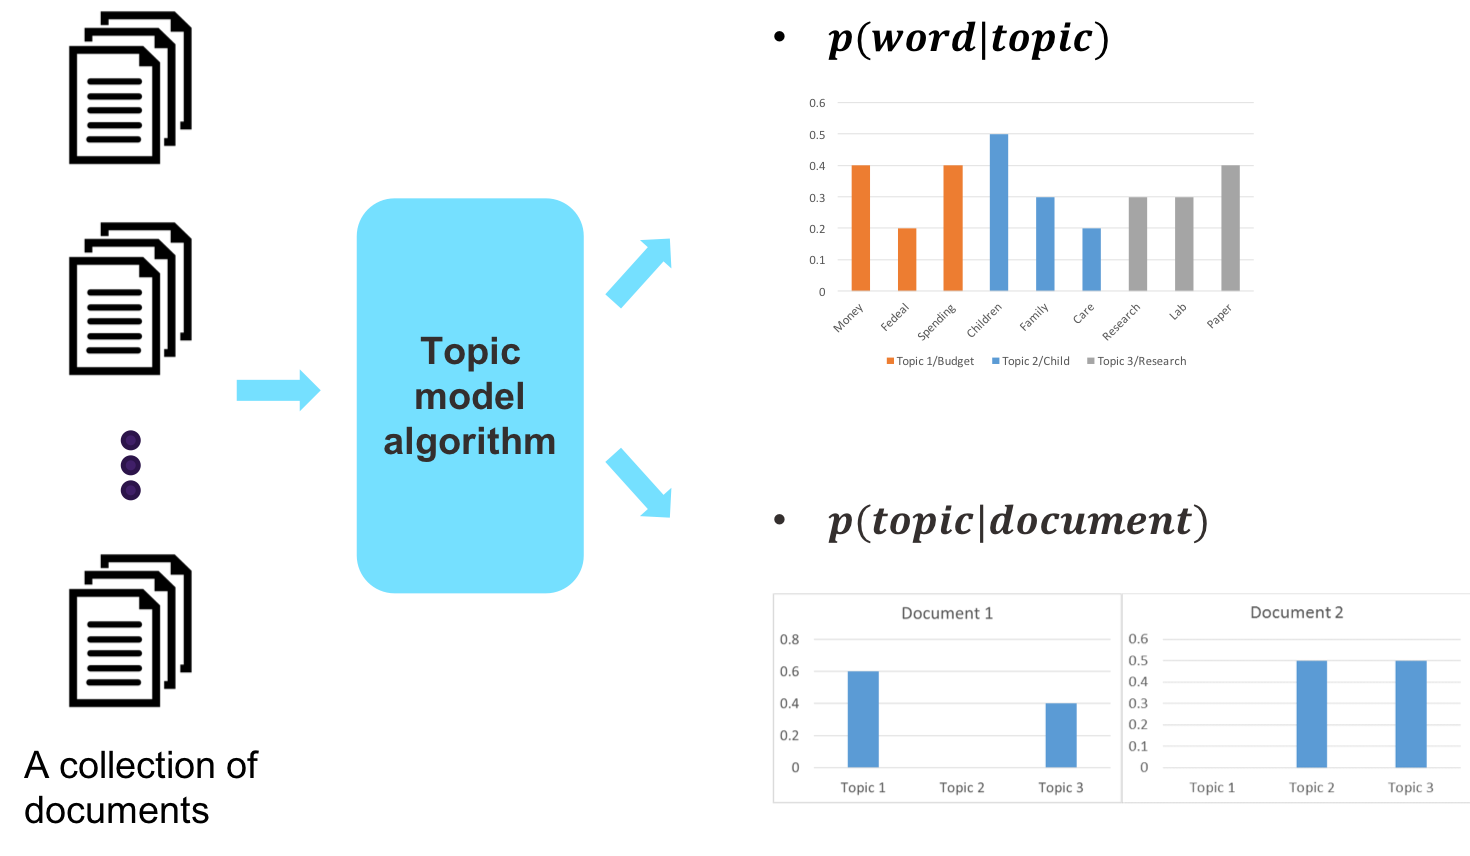 • p(word|topic)
0.6
0.5
0.4
0.3
0.2
0.1
0
Money Fedeal Spending Children Family Care Research Lab Paper
Topic 1/Budget Topic 2/Child Topic 3/Research
Topic
model
algorithm
• p(topic|document)
Document 1
0.8
0.6
0.4
0.2
0
Topic 1 Topic 2 Topic 3
Document 2
0.6
0.5
0.4
0.3
0.2
0.1
0
Topic 1 Topic 2 Topic 3
A collection of
documents